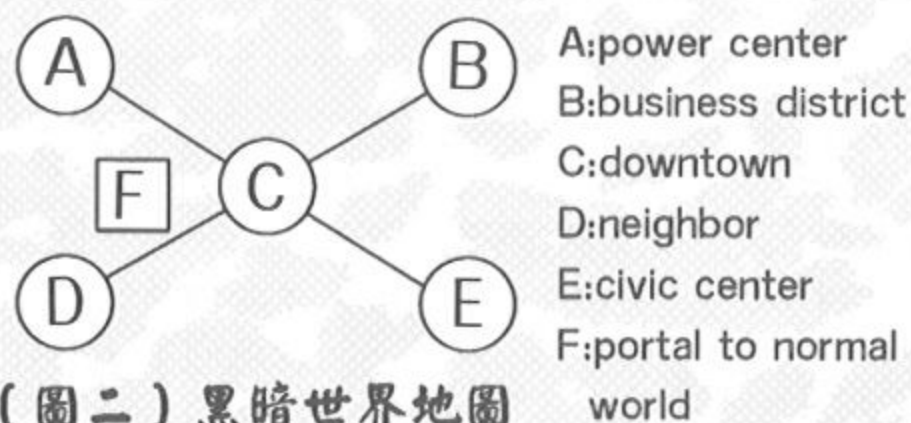 A
B
C
F
D
E
A:power center
B:business district
C:downtown
D:neighbor
E:civic center
F:portal to normal
world
(圖二)黑暗世界地圖